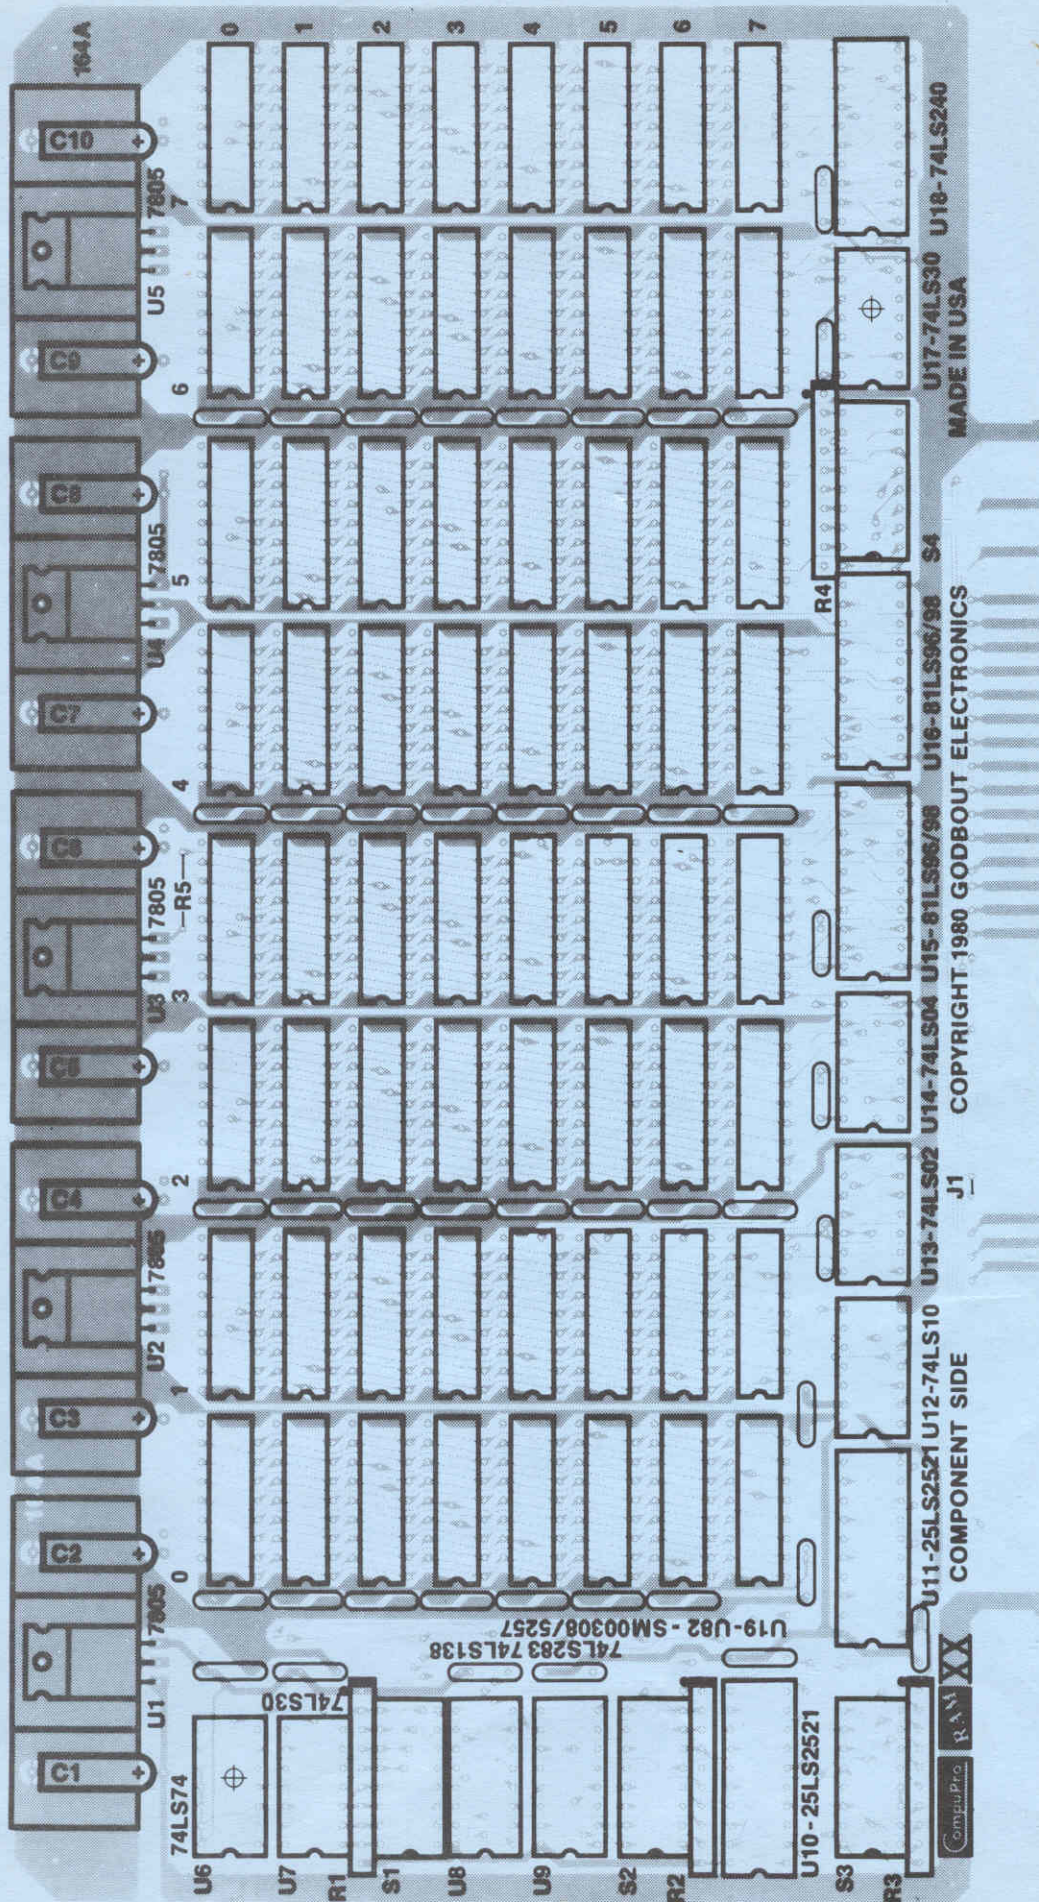 164A
C10
C9
C8
C7
C6
C5
C4
C3
C2
C1
U5
7805
U4
7805
U3
7805
R5
U2
7805
U1
7805
7
6
5
4
3
2
1
0
0
1
2
3
4
5
6
7
74LS74
U6
U7
74LS30
R1
S1
U8
74LS283 74LS138
U9
S2
R2
U19-U82 - SM00308/5257
U10-25LS2521
S3
R3
R4
U11-25LS2521 U12-74LS10 U13-74LS02 U14-74LS04 U15-81LS96/98 U16-81LS96/98 S4 U17-74LS30 U18-74LS240
COMPONENT SIDE J1 COPYRIGHT 1980 GODBOUT ELECTRONICS MADE IN USA
CompuPro RAM XX